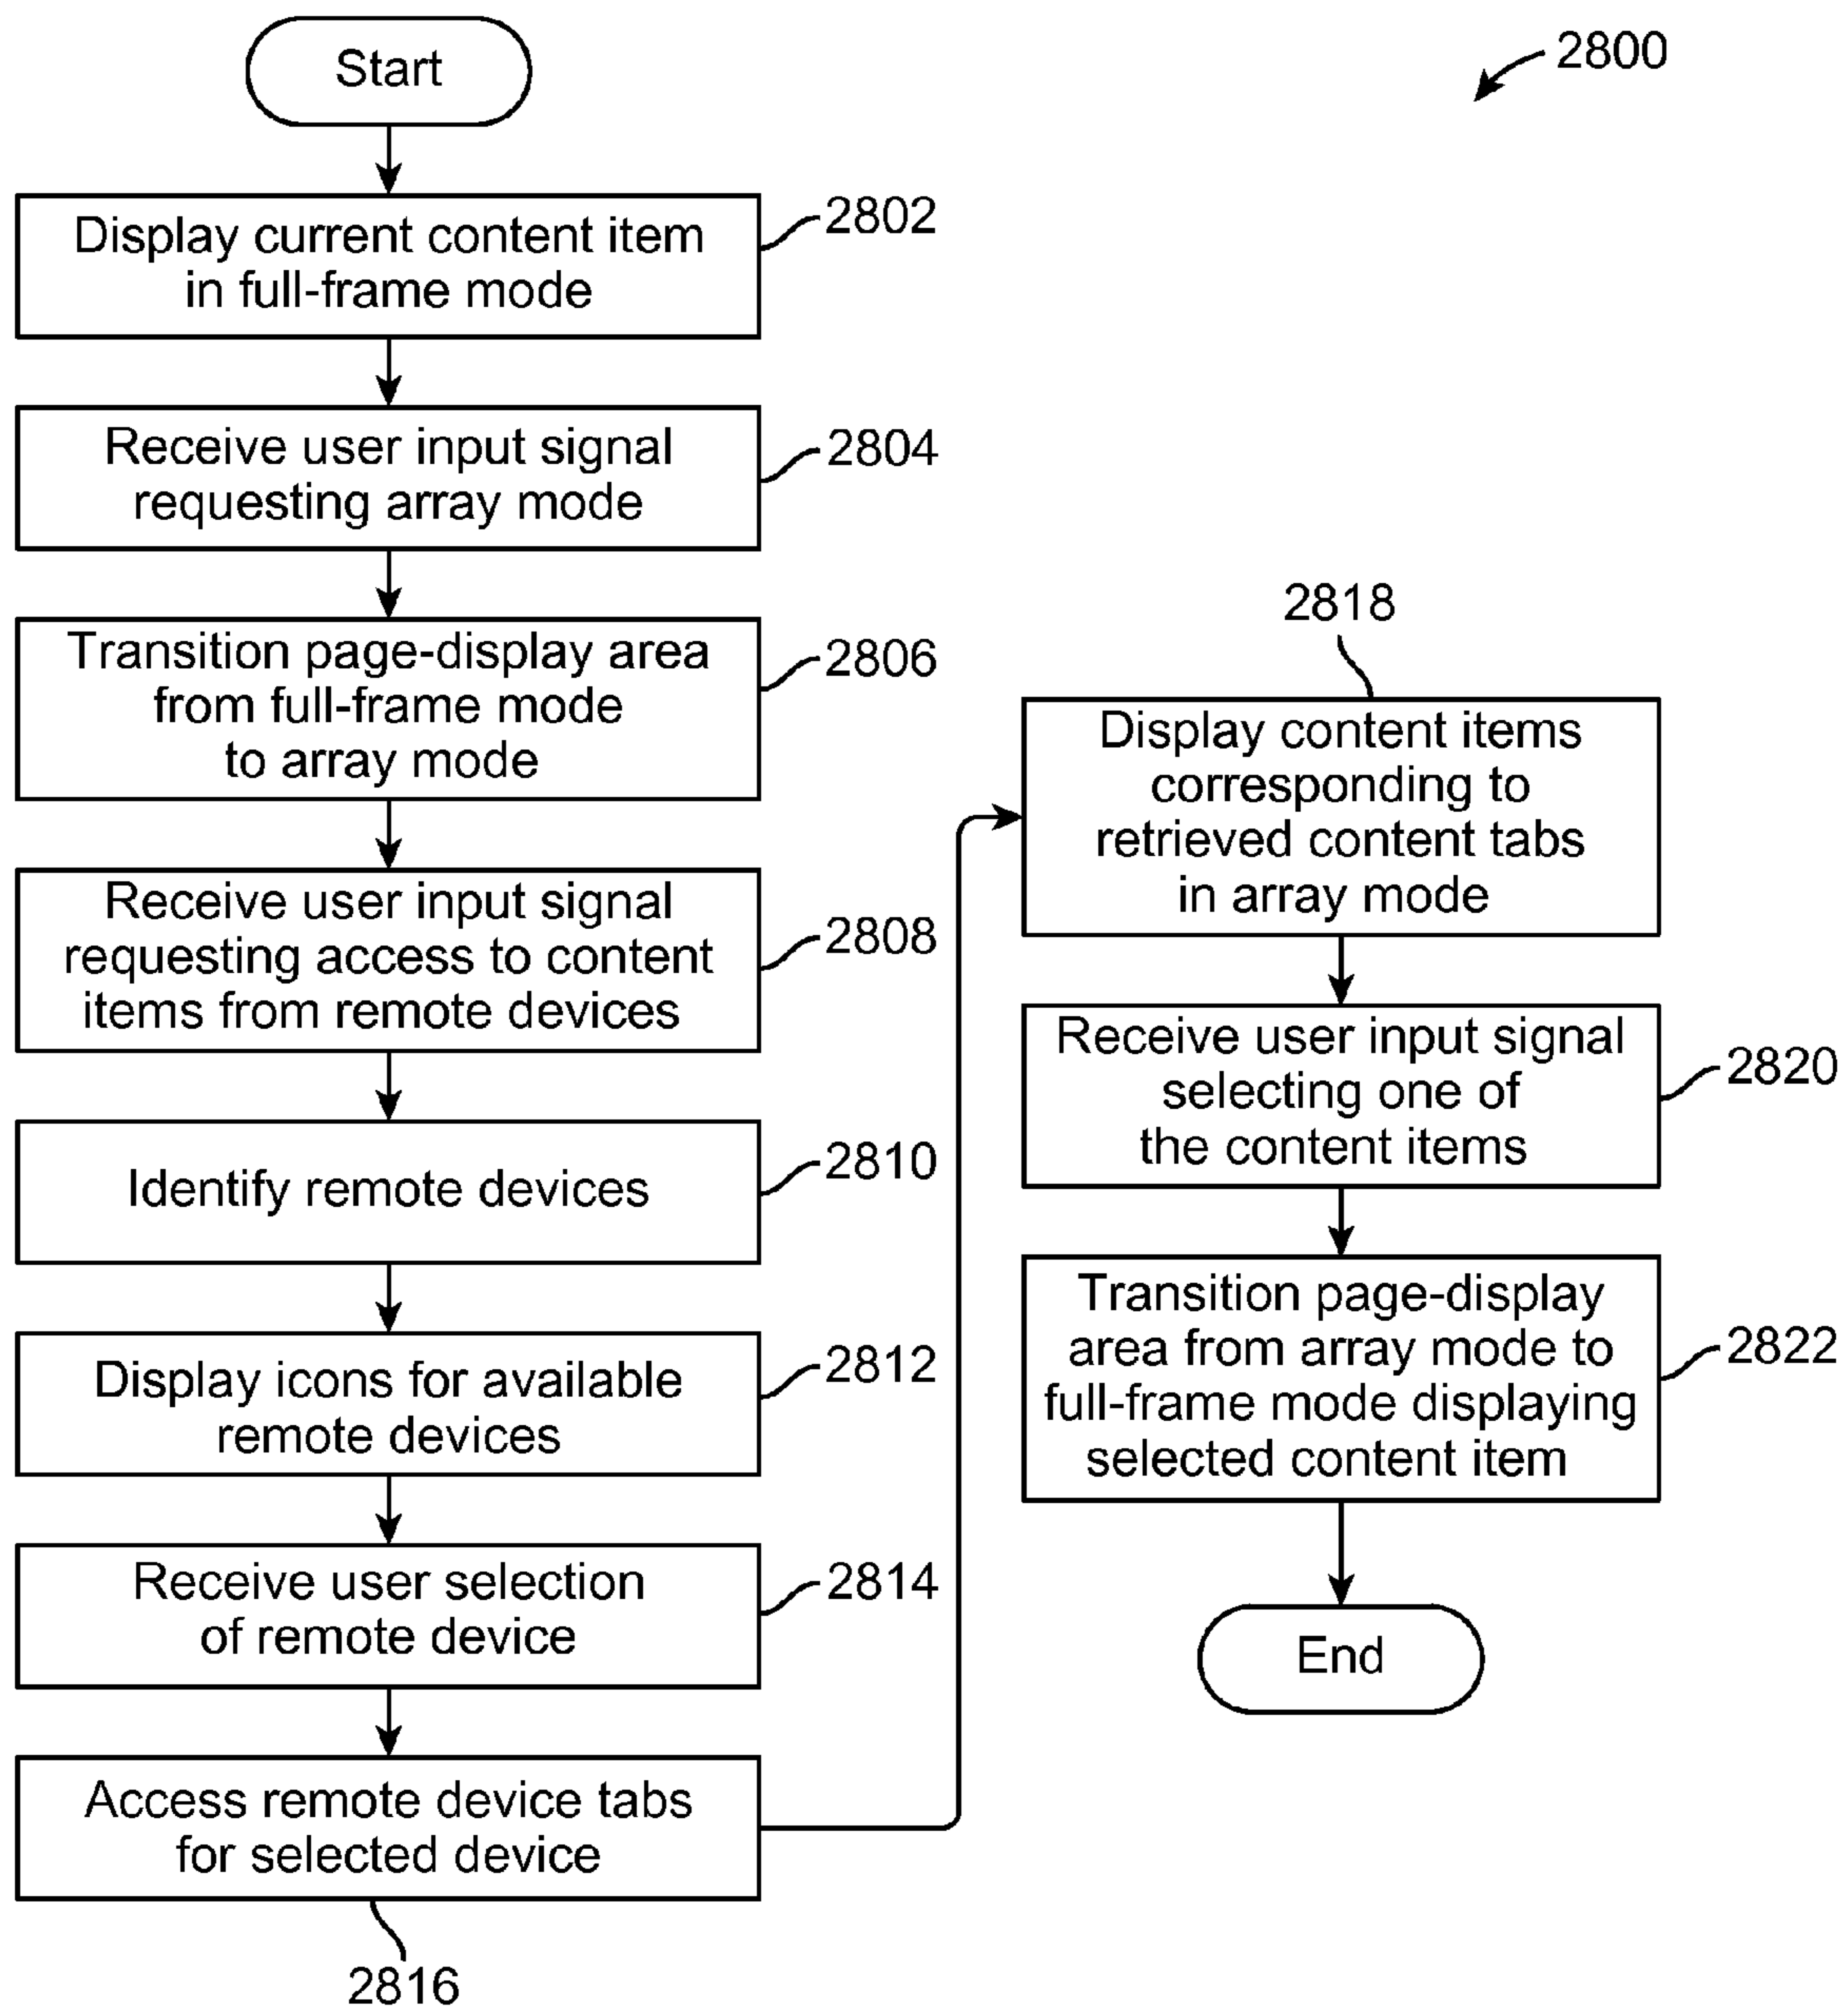 Start
2800
Display current content item
in full-frame mode
2802
Receive user input signal
requesting array mode
2804
Transition page-display area
from full-frame mode
to array mode
2806
Receive user input signal
requesting access to content
items from remote devices
2808
Identify remote devices
2810
Display icons for available
remote devices
2812
Receive user selection
of remote device
2814
Access remote device tabs
for selected device
2816
2818
Display content items
corresponding to
retrieved content tabs
in array mode
Receive user input signal
selecting one of
the content items
2820
Transition page-display
area from array mode to
full-frame mode displaying
selected content item
2822
End